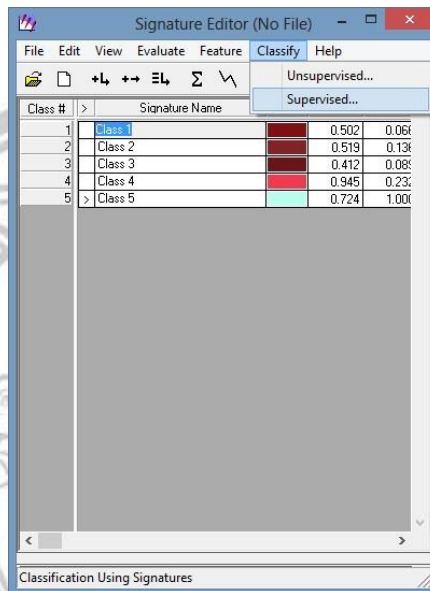 Signature Editor (No File)
File Edit View Evaluate Feature Classify Help
Unsupervised...
Supervised...
Class # > Signature Name
1 Class 1 0.502
2 Class 2 0.519
3 Class 3 0.412
4 Class 4 0.945
5 > Class 5 0.724
Classification Using Signatures